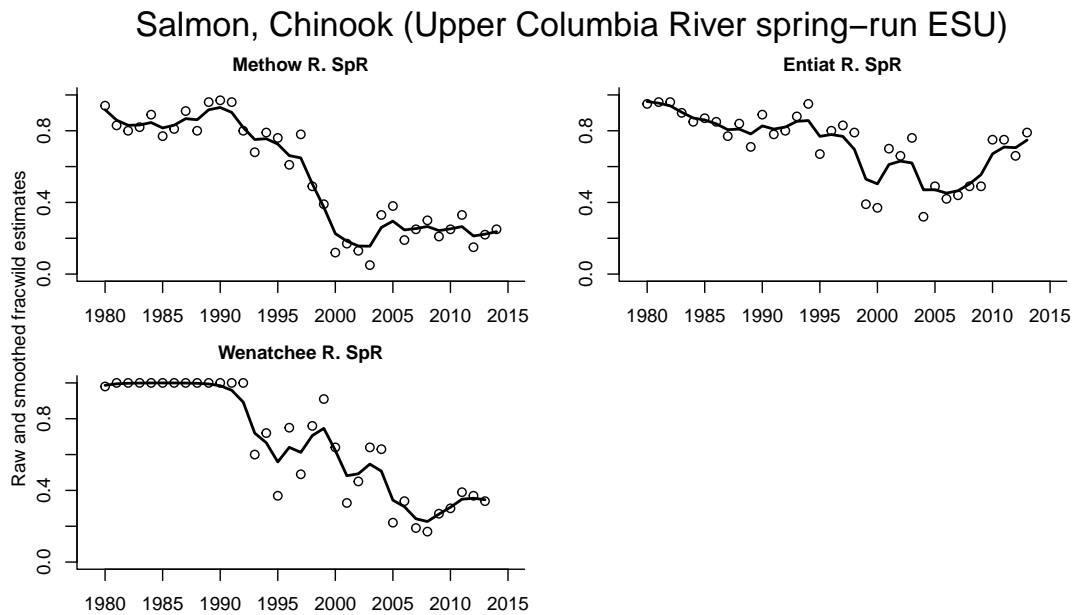 Salmon, Chinook (Upper Columbia River spring−run ESU)
Methow R. SpR
Entiat R. SpR
Raw and smoothed fracwild estimates
0.0 0.4 0.8
1980 1985 1990 1995 2000 2005 2010 2015
0.0 0.4 0.8
1980 1985 1990 1995 2000 2005 2010 2015
Wenatchee R. SpR
0.0 0.4 0.8
1980 1985 1990 1995 2000 2005 2010 2015